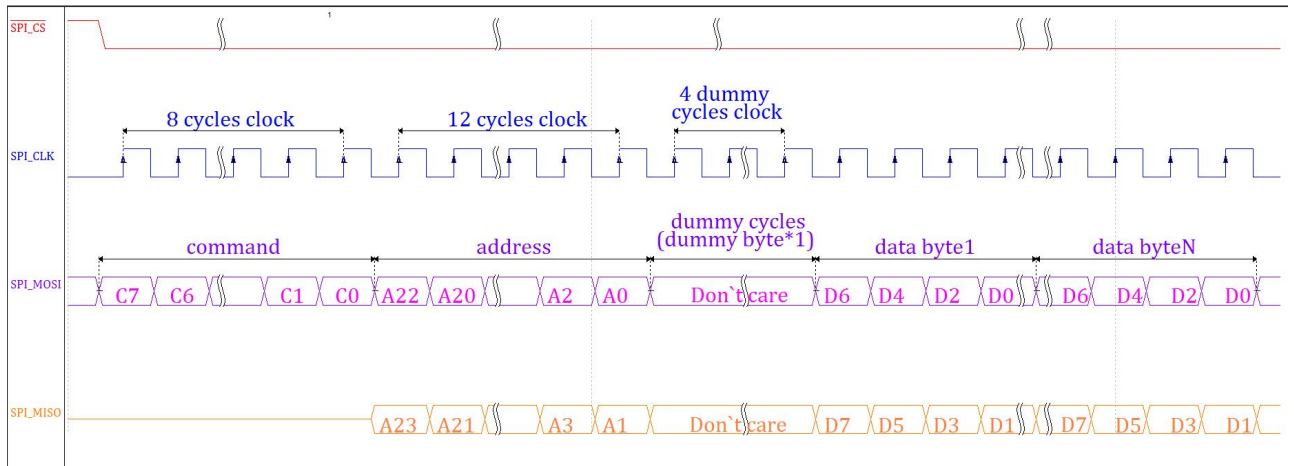 1
SPI_CS
4 dummy
cycles clock
8 cycles clock
12 cycles clock
SPI_CLK
dummy cycles
(dummy byte*1)
command
address
data byte1
data byteN
SPI_MOSI
C7 C6 C1 C0 A22 A20 A2 A0 Don`t care D6 D4 D2 D0 D6 D4 D2 D0
SPI_MISO
A23 A21 A3 A1 Don`t care D7 D5 D3 D1 D7 D5 D3 D1